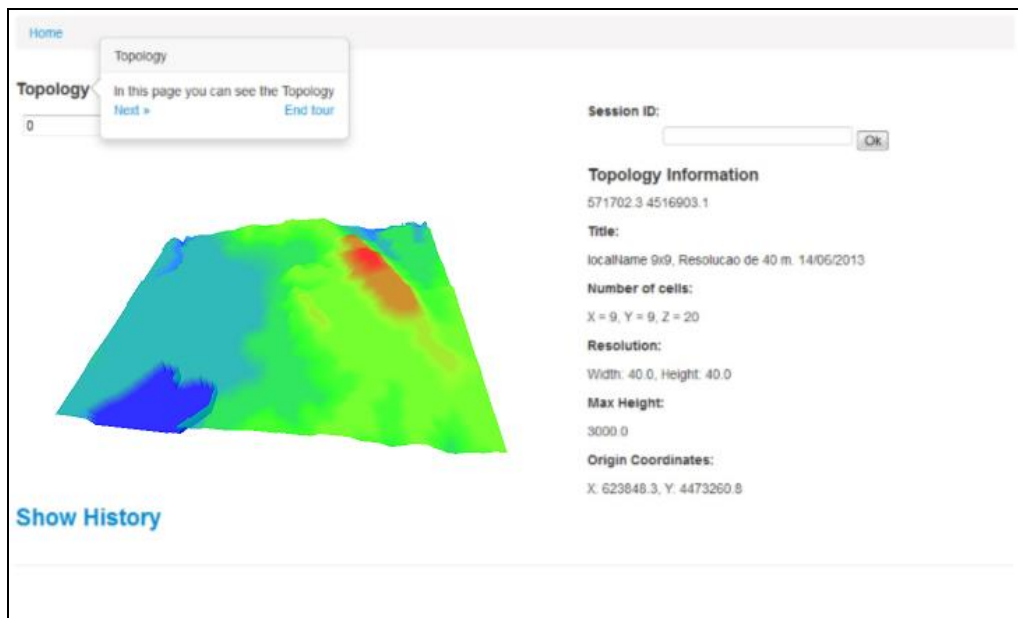 Home
Topology
Topology
In this page you can see the Topology
Next »
End tour
0
Session ID:
Ok
Topology Information
571702.3 4516903.1
Title:
localName 9x9, Resolucao de 40 m. 14/06/2013
Number of cells:
X = 9, Y = 9, Z = 20
Resolution:
Width: 40.0, Height: 40.0
Max Height:
3000.0
Origin Coordinates:
X: 623848.3, Y: 4473260.8
Show History